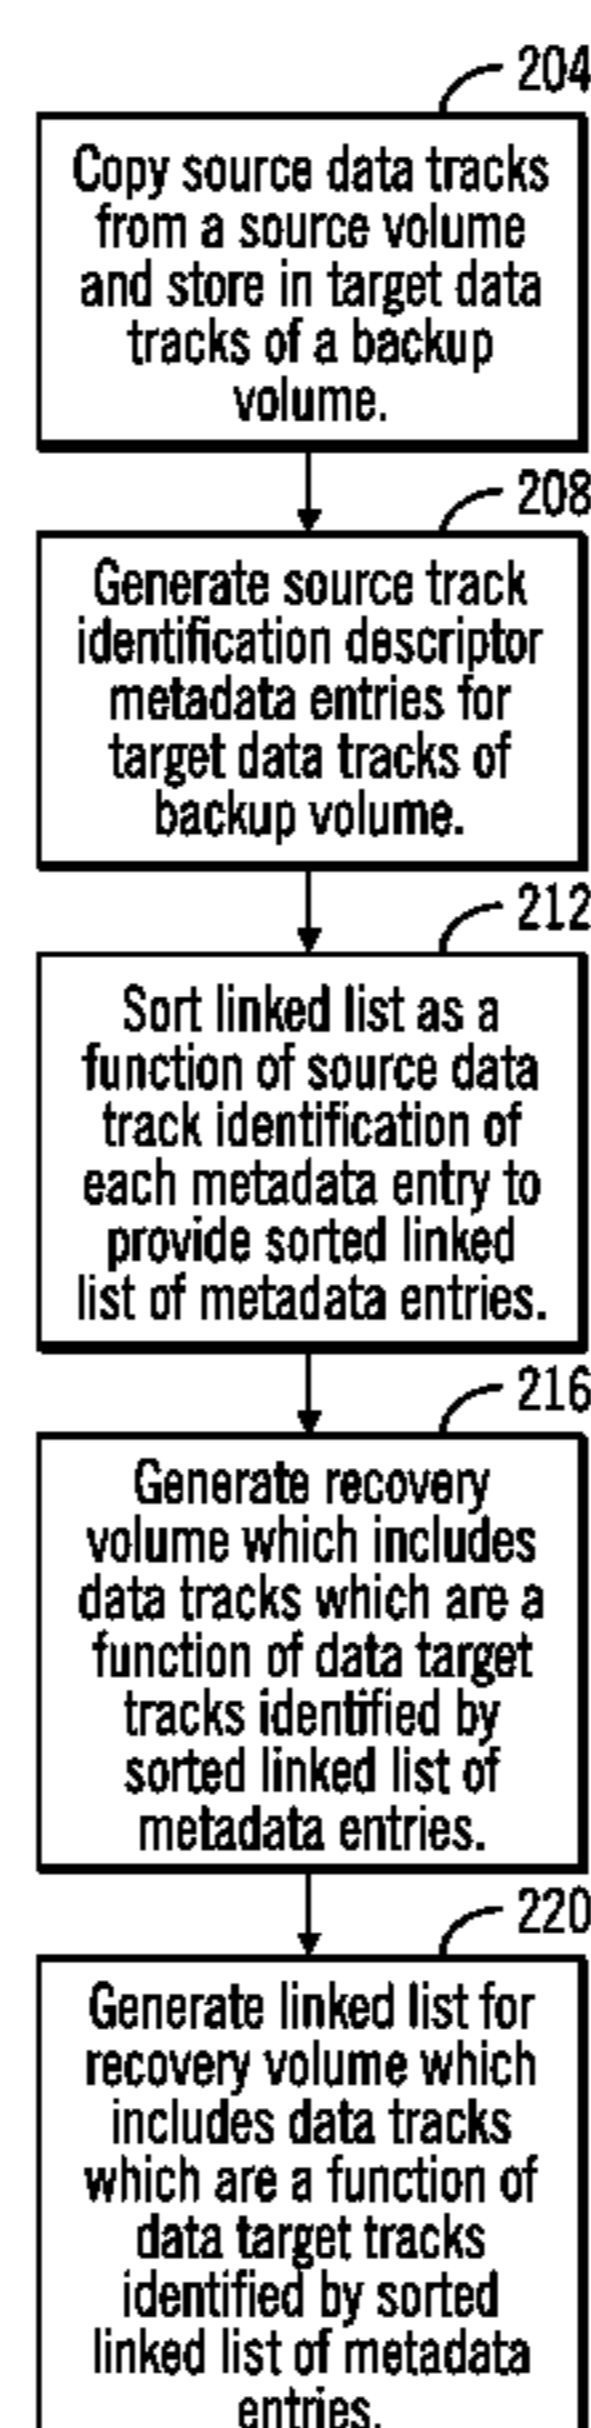 204
Copy source data tracks
from a source volume
and store in target data
tracks of a backup
volume.
208
Generate source track
identification descriptor
metadata entries for
target data tracks of
backup volume.
212
Sort linked list as a
function of source data
track identification of
each metadata entry to
provide sorted linked
list of metadata entries.
216
Generate recovery
volume which includes
data tracks which are a
function of data target
tracks identified by
sorted linked list of
metadata entries.
220
Generate linked list for
recovery volume which
includes data tracks
which are a function of
data target tracks
identified by sorted
linked list of metadata
entries.